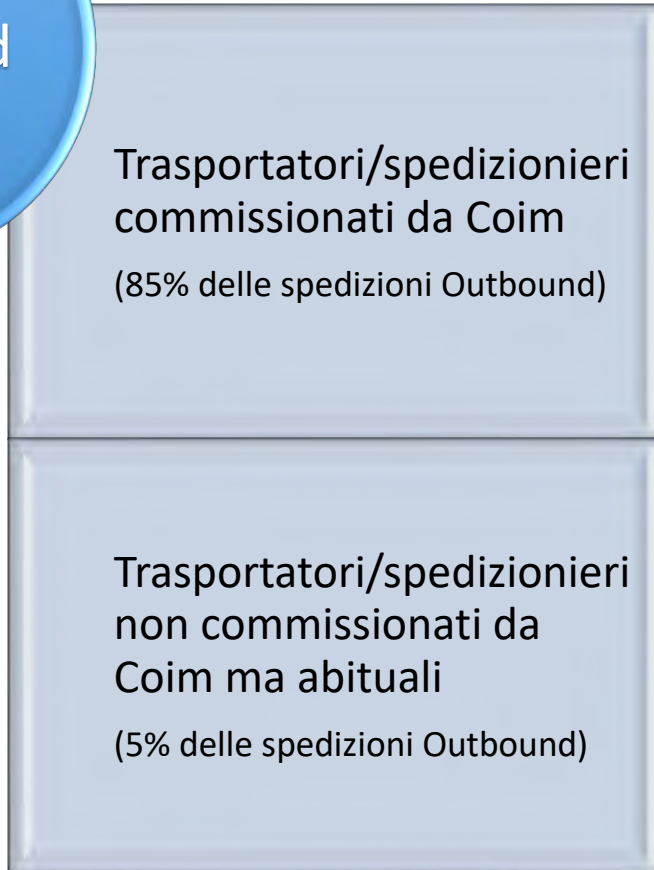 d
Trasportatori/spedizionieri
commissionati da Coim
(85% delle spedizioni Outbound)
Trasportatori/spedizionieri
non commissionati da
Coim ma abituali
(5% delle spedizioni Outbound)